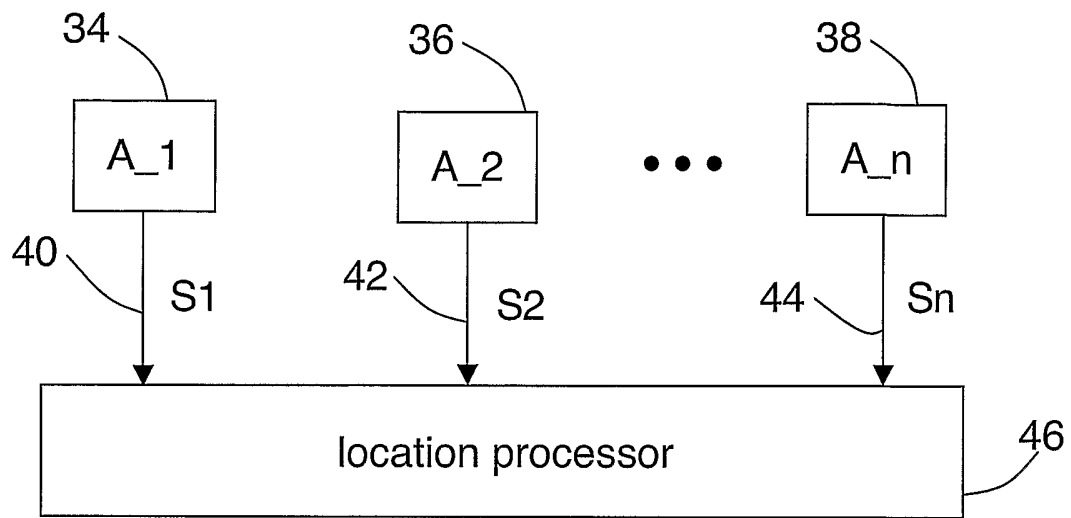 34
36
38
A_1
A_2
A_n
40
S1
42
S2
44
Sn
location processor
46